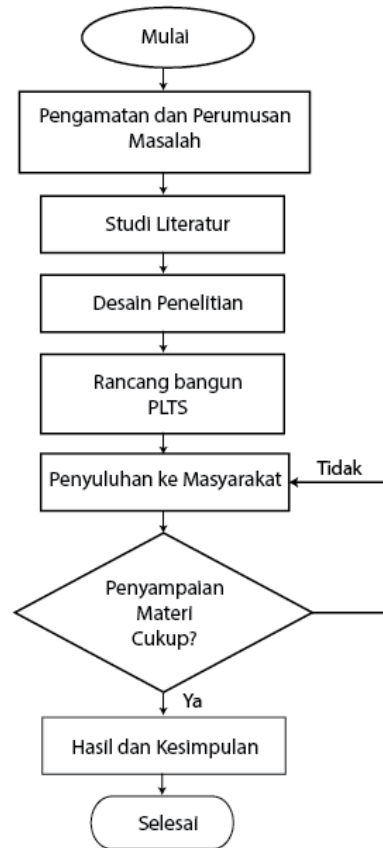 Mulai
Pengamatan dan Perumusan
Masalah
Studi Literatur
Desain Penelitian
Rancang bangun
PLTS
Penyuluhan ke Masyarakat
Tidak
Penyampaian
Materi
Cukup?
Ya
Hasil dan Kesimpulan
Selesai